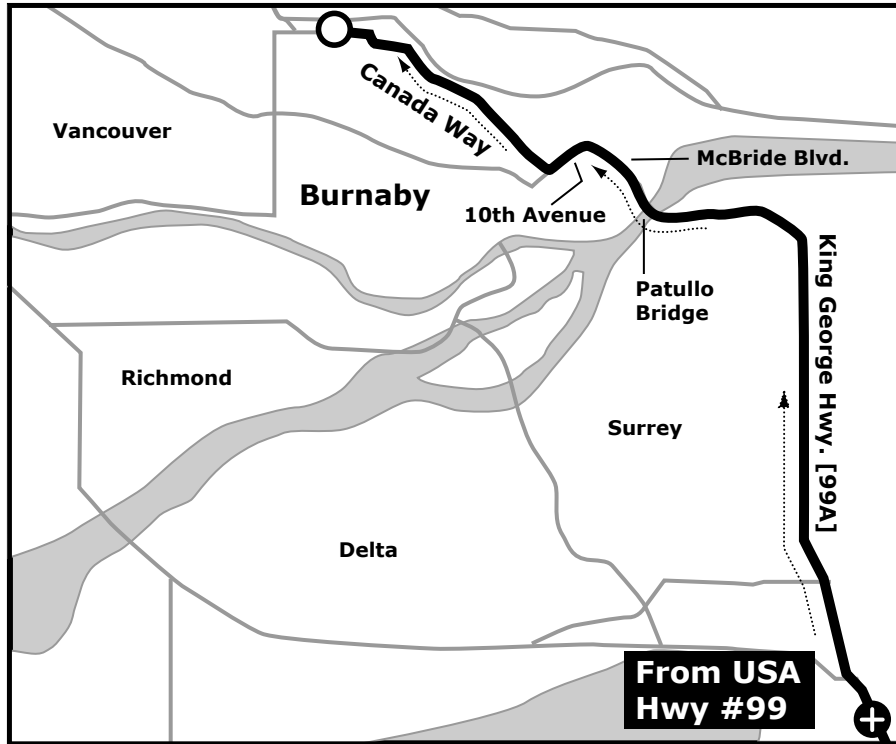 Canada Way
Vancouver
McBride Blvd.
Burnaby
10th Avenue
Patullo
Bridge
King George Hwy. [99A]
Richmond
Surrey
Delta
From USA
Hwy #99